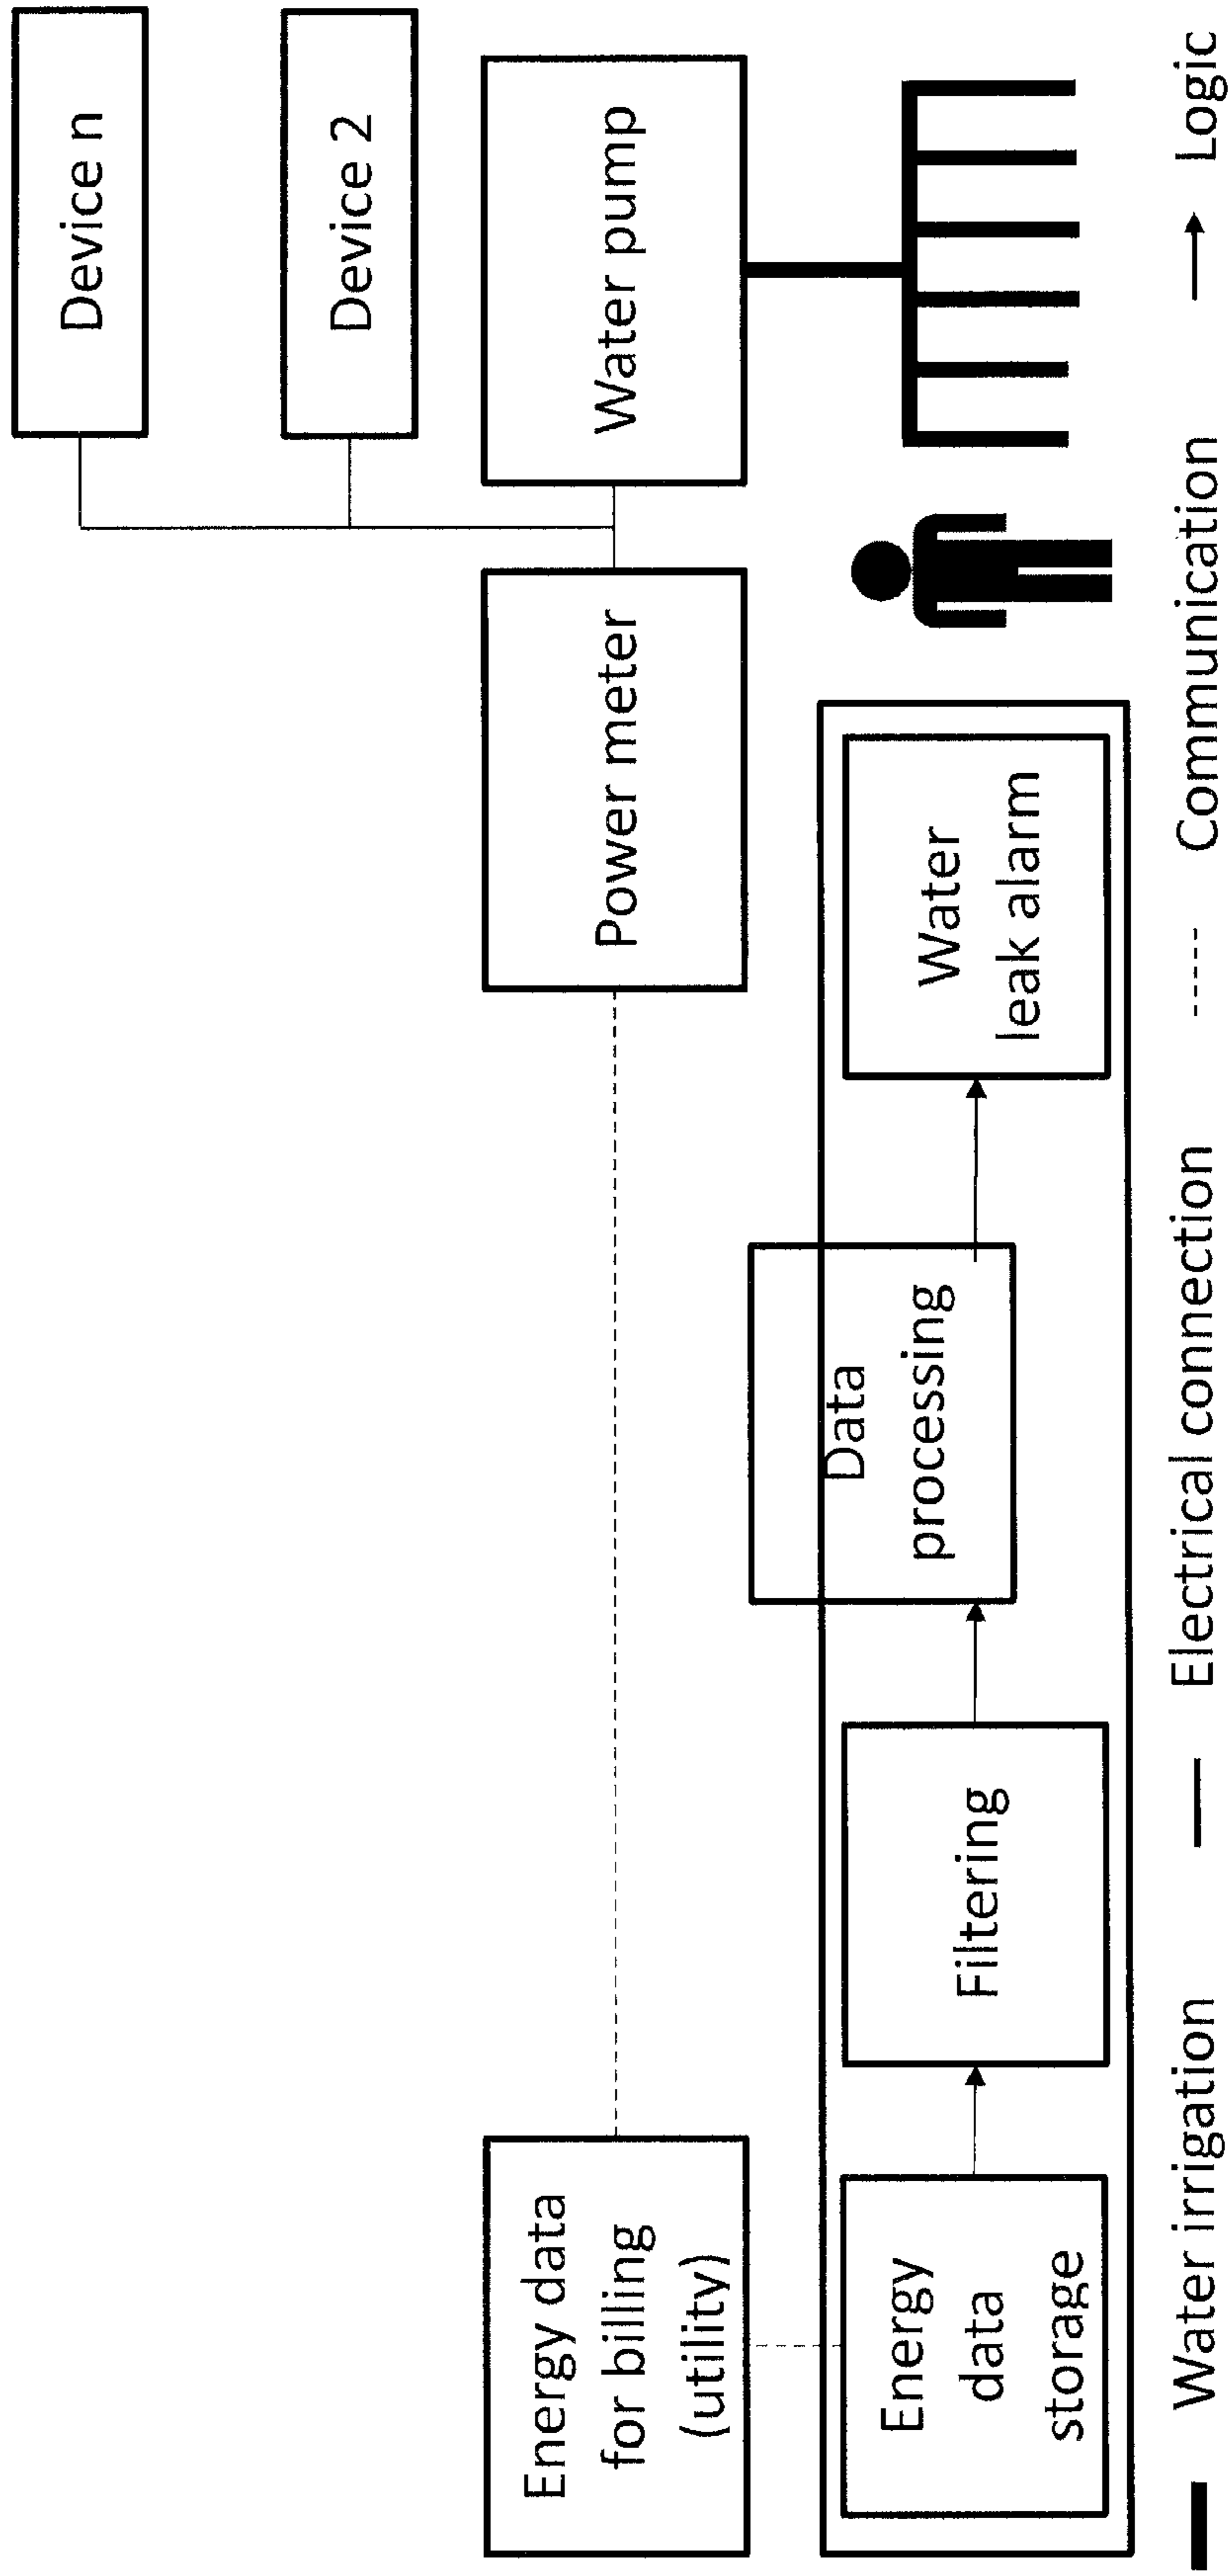 Device n
Device 2
Energy data
for billing
(utility)
Power meter
Water pump
Energy
data
storage
Filtering
Data
processing
Water
leak alarm
Water irrigation
Electrical connection
Communication
Logic